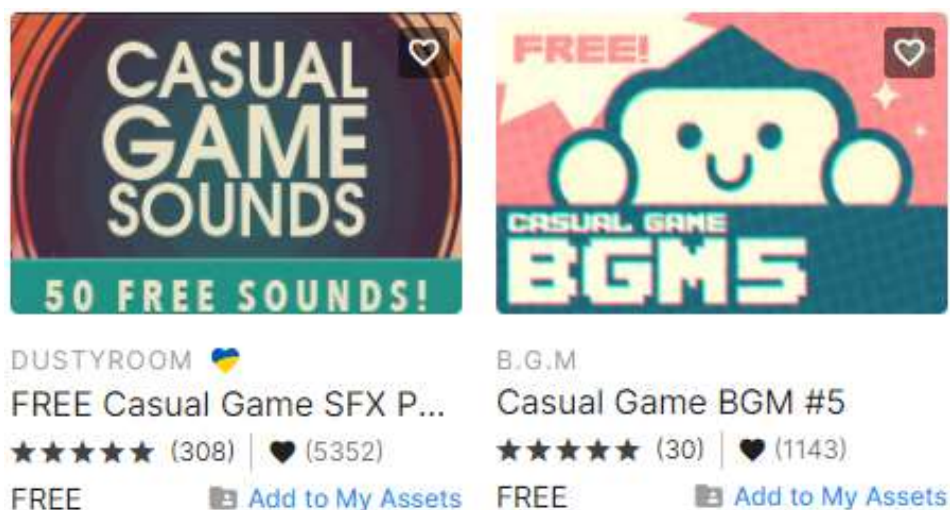 CASUAL
GAME
SOUNDS
50 FREE SOUNDS!
DUSTYROOM
FREE Casual Game SFX P...
(308) (5352)
FREE Add to My Assets
FREE!
CASUAL GAME
BGM5
B.G.M
Casual Game BGM #5
(30) (1143)
FREE Add to My Assets